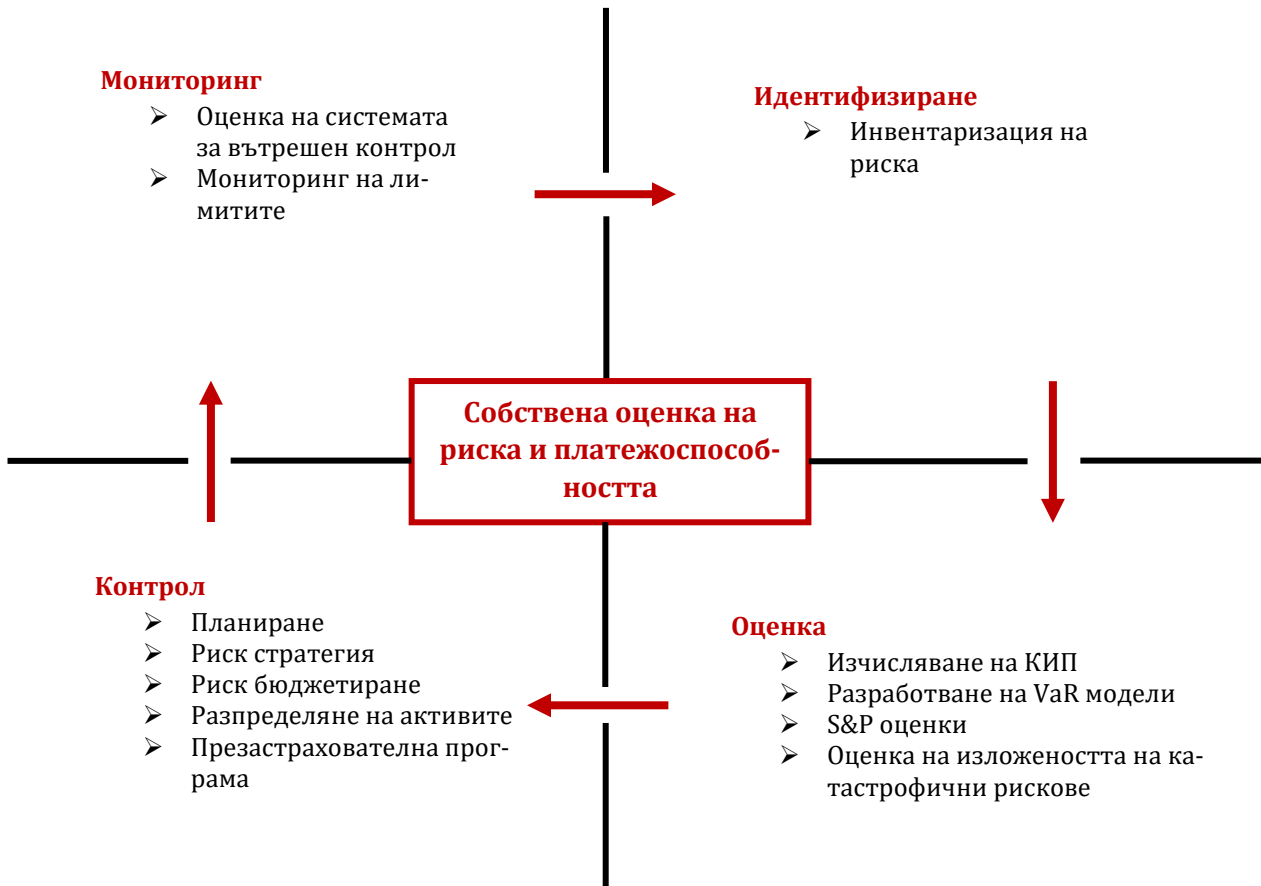 Мониторинг
➢ Оценка на системата
за вътрешен контрол
➢ Мониторинг на ли-
митите
Идентифизиране
➢ Инвентаризация на
риска
Собствена оценка на
риска и платежоспособ-
ността
Контрол
➢ Планиране
➢ Риск стратегия
➢ Риск бюджетиране
➢ Разпределяне на активите
➢ Презастрахователна прог-
рама
Оценка
➢ Изчисляване на КИП
➢ Разработване на VaR модели
➢ S&P оценки
➢ Оценка на изложеността на ка-
тастрофични рискове